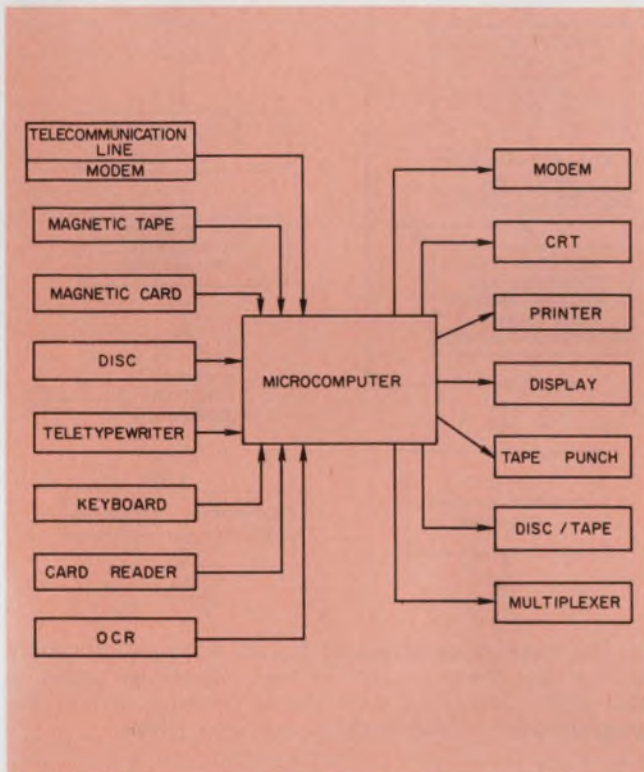 TELECOMMUNICATION
LINE
MODEM
MAGNETIC TAPE
MAGNETIC CARD
DISC
TELETYPEWRITER
KEYBOARD
CARD READER
OCR
MICROCOMPUTER
MODEM
CRT
PRINTER
DISPLAY
TAPE PUNCH
DISC / TAPE
MULTIPLEXER